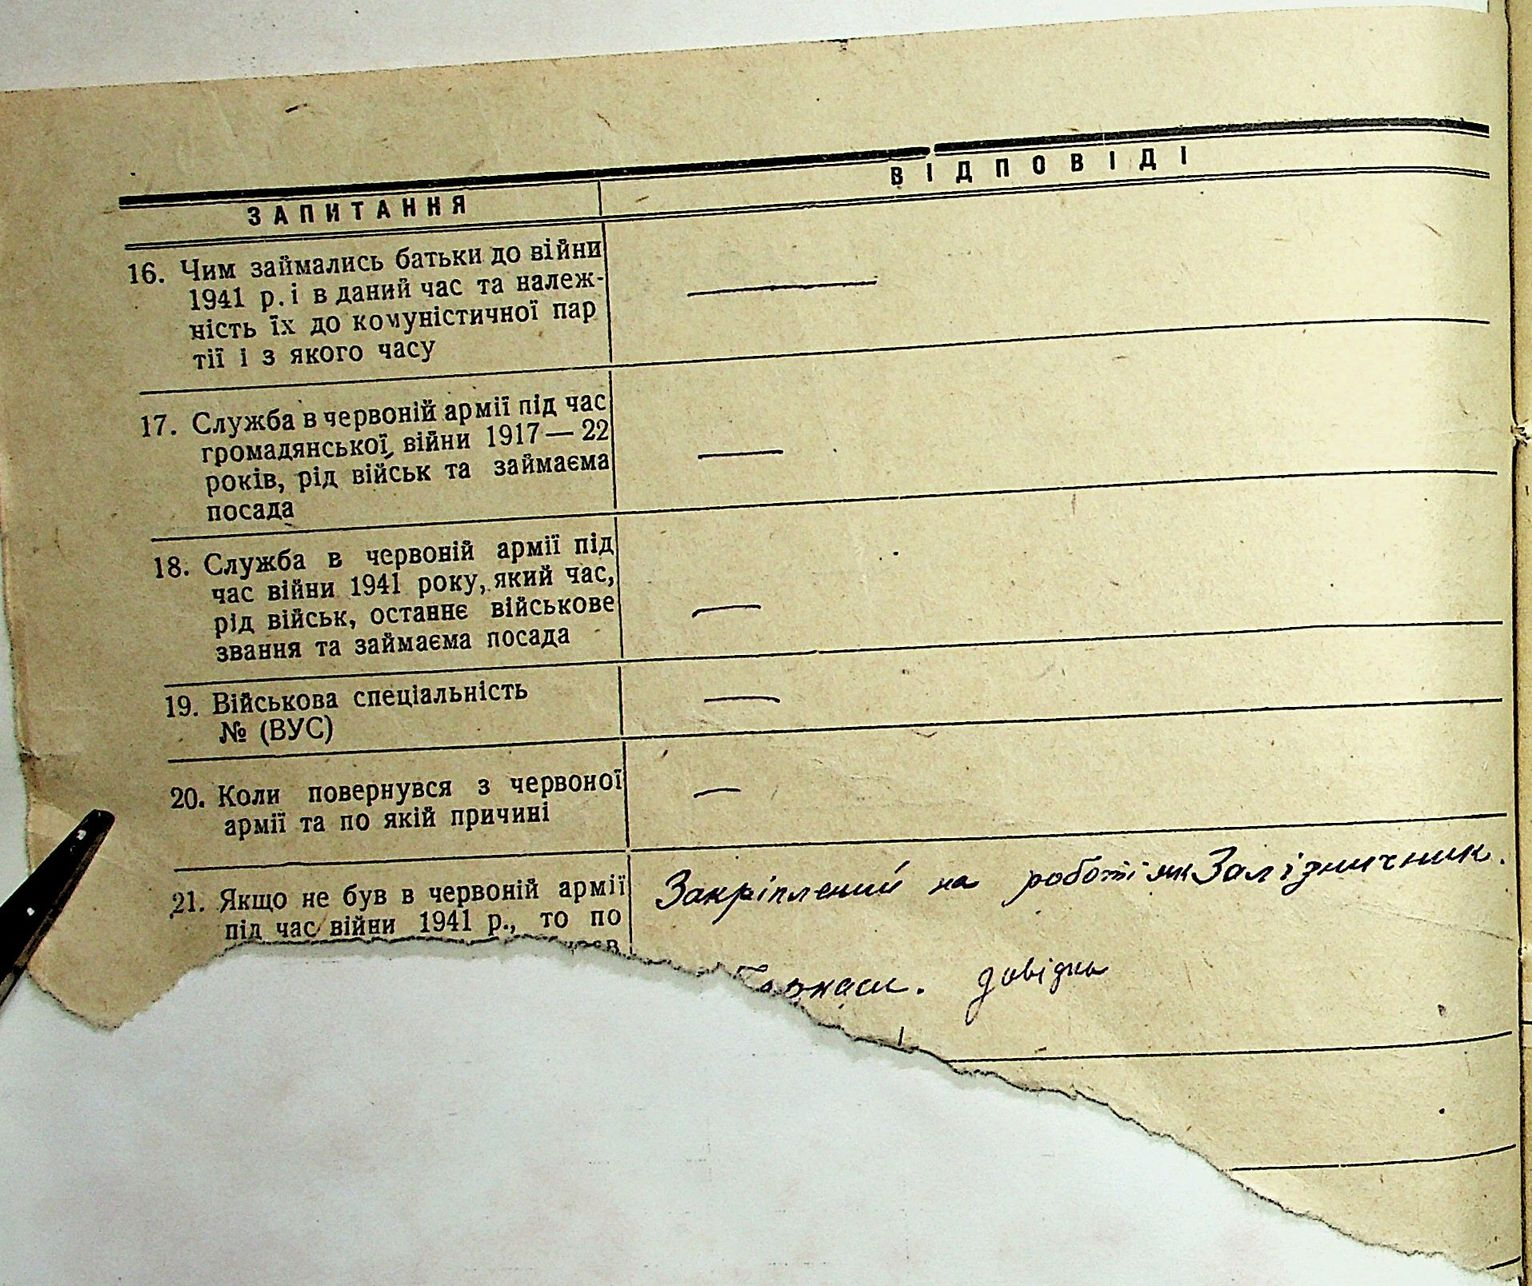 ЗАПИТАННЯ
ВІДПОВІДІ
16. Чим займались батьки до війни
1941 р. і в даний час та належ-
ність їх до комуністичної пар
тії і з якого часу
17. Служба в червоній армії під час
громадянської війни 1917—22
років, рід військ та займаєма
посада
18. Служба в червоній армії під
час війни 1941 року, який час,
рід військ, останнє військове
звання та займаєма посада
19. Військова спеціальність
№ (ВУС)
20. Коли повернувся з червоної
армії та по якій причині
21. Якщо не був в червоній армії
під час війни 1941 р., то по
Закріплений на роботі як Залізничник.
довідка